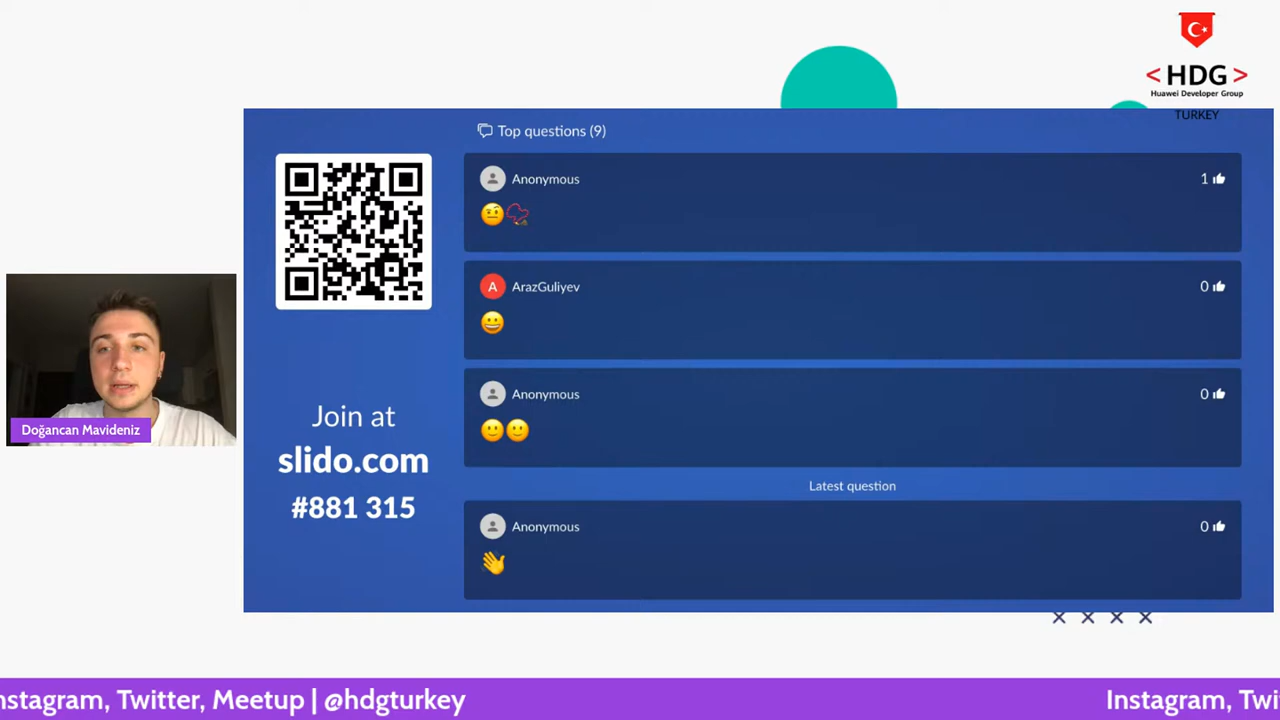 <HDG>
Huawei Developer Group
TURKEY
Top questions (9)
Anonymous
1
🤨📿
A ArazGuliyev
0
😀
Anonymous
0
🙂🙂
Latest question
Anonymous
0
👋
Join at
slido.com
#881 315
Doğancan Mavideniz
nstagram, Twitter, Meetup | @hdgturkey
Instagram, Twi